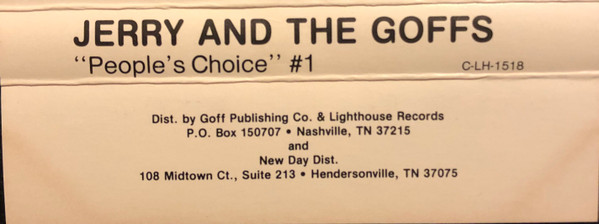 JERRY AND THE GOFFS
"People's Choice" #1 C-LH-1518
Dist. by Goff Publishing Co. & Lighthouse Records
P.O. Box 150707 • Nashville, TN 37215
and
New Day Dist.
108 Midtown Ct., Suite 213 • Hendersonville, TN 37075